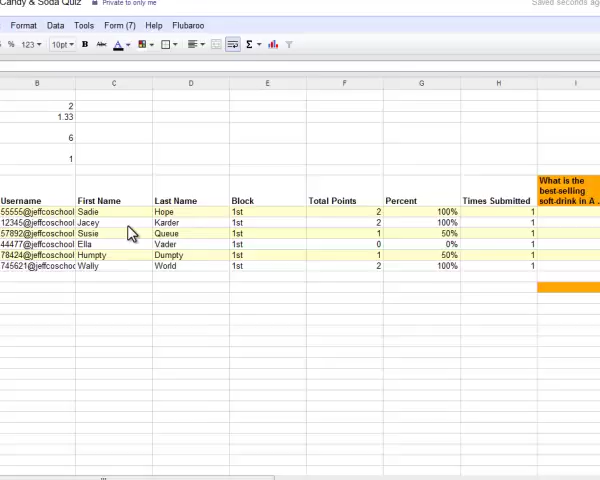 Candy & Soda Quiz Private to only me Saved seconds ag
Format Data Tools Form (7) Help Flubaroo
% 123 10pt B Abc A Σ
B C D E F G H I
2
1.33
6
1
What is the
best-selling
Username First Name Last Name Block Total Points Percent Times Submitted soft-drink in A ..
55555@jeffcoschool Sadie Hope 1st 2 100% 1
12345@jeffcoschool Jacey Karder 1st 2 100% 1
57892@jeffcoschool Susie Queue 1st 1 50% 1
44477@jeffcoschool Ella Vader 1st 0 0% 1
78424@jeffcoschool Humpty Dumpty 1st 1 50% 1
745621@jeffcoschoo Wally World 1st 2 100% 1